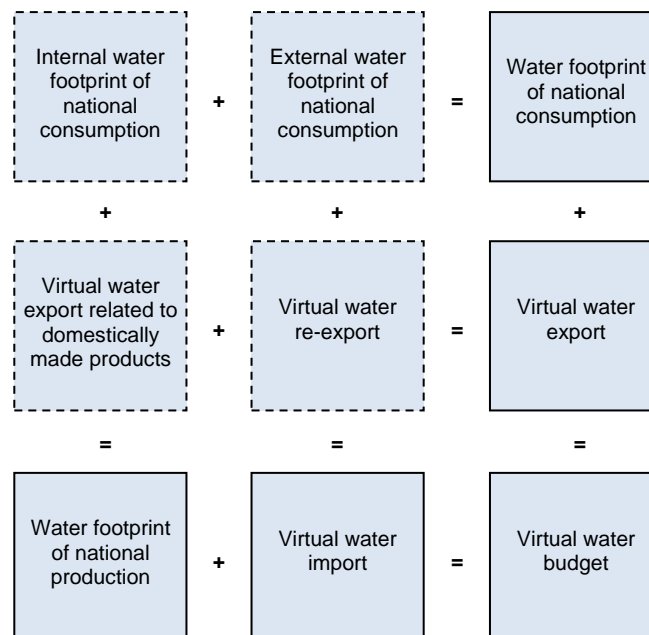 Internal water
footprint of
national
consumption
+
External water
footprint of
national
consumption
=
Water footprint
of national
consumption
+
+
+
Virtual water
export related to
domestically
made products
+
Virtual water
re-export
=
Virtual water
export
=
=
=
Water footprint
of national
production
+
Virtual water
import
=
Virtual water
budget